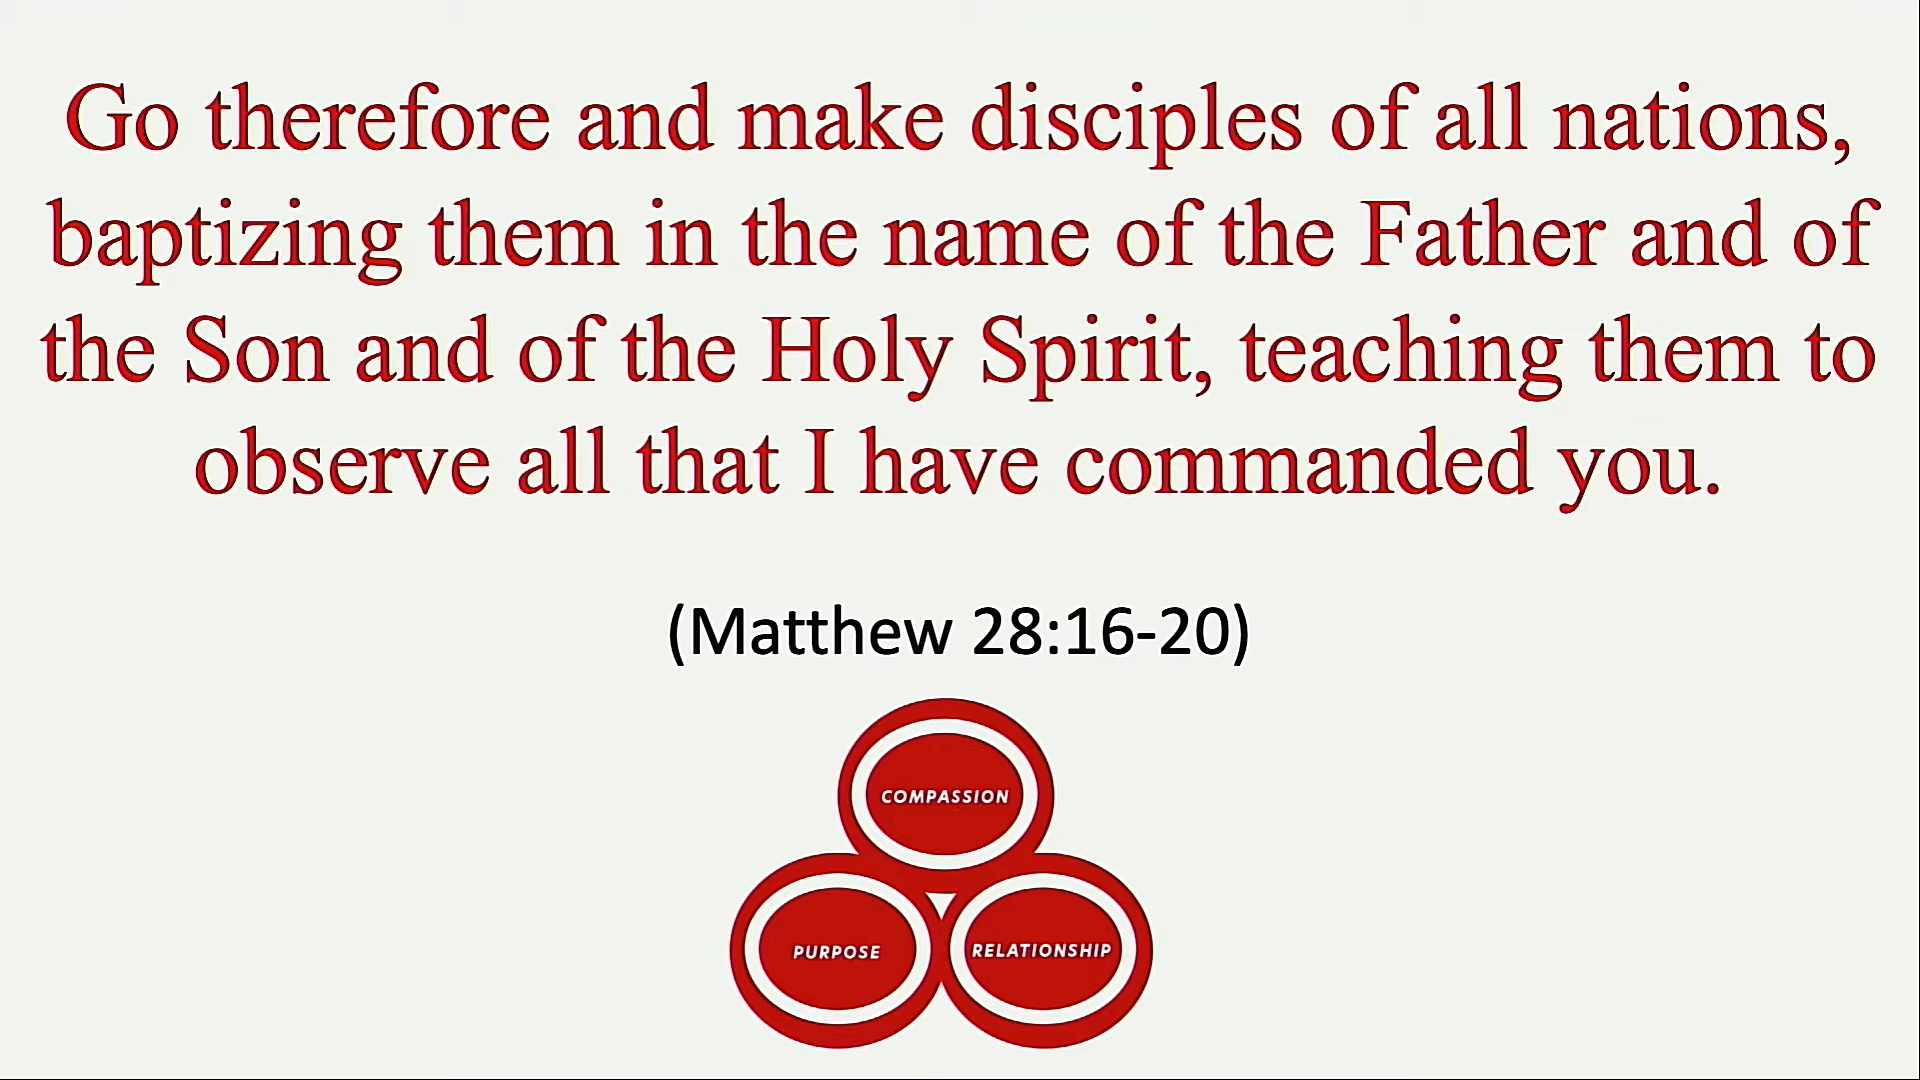 Go therefore and make disciples of all nations,
baptizing them in the name of the Father and of
the Son and of the Holy Spirit, teaching them to
observe all that I have commanded you.
(Matthew 28:16-20)
COMPASSION
PURPOSE
RELATIONSHIP